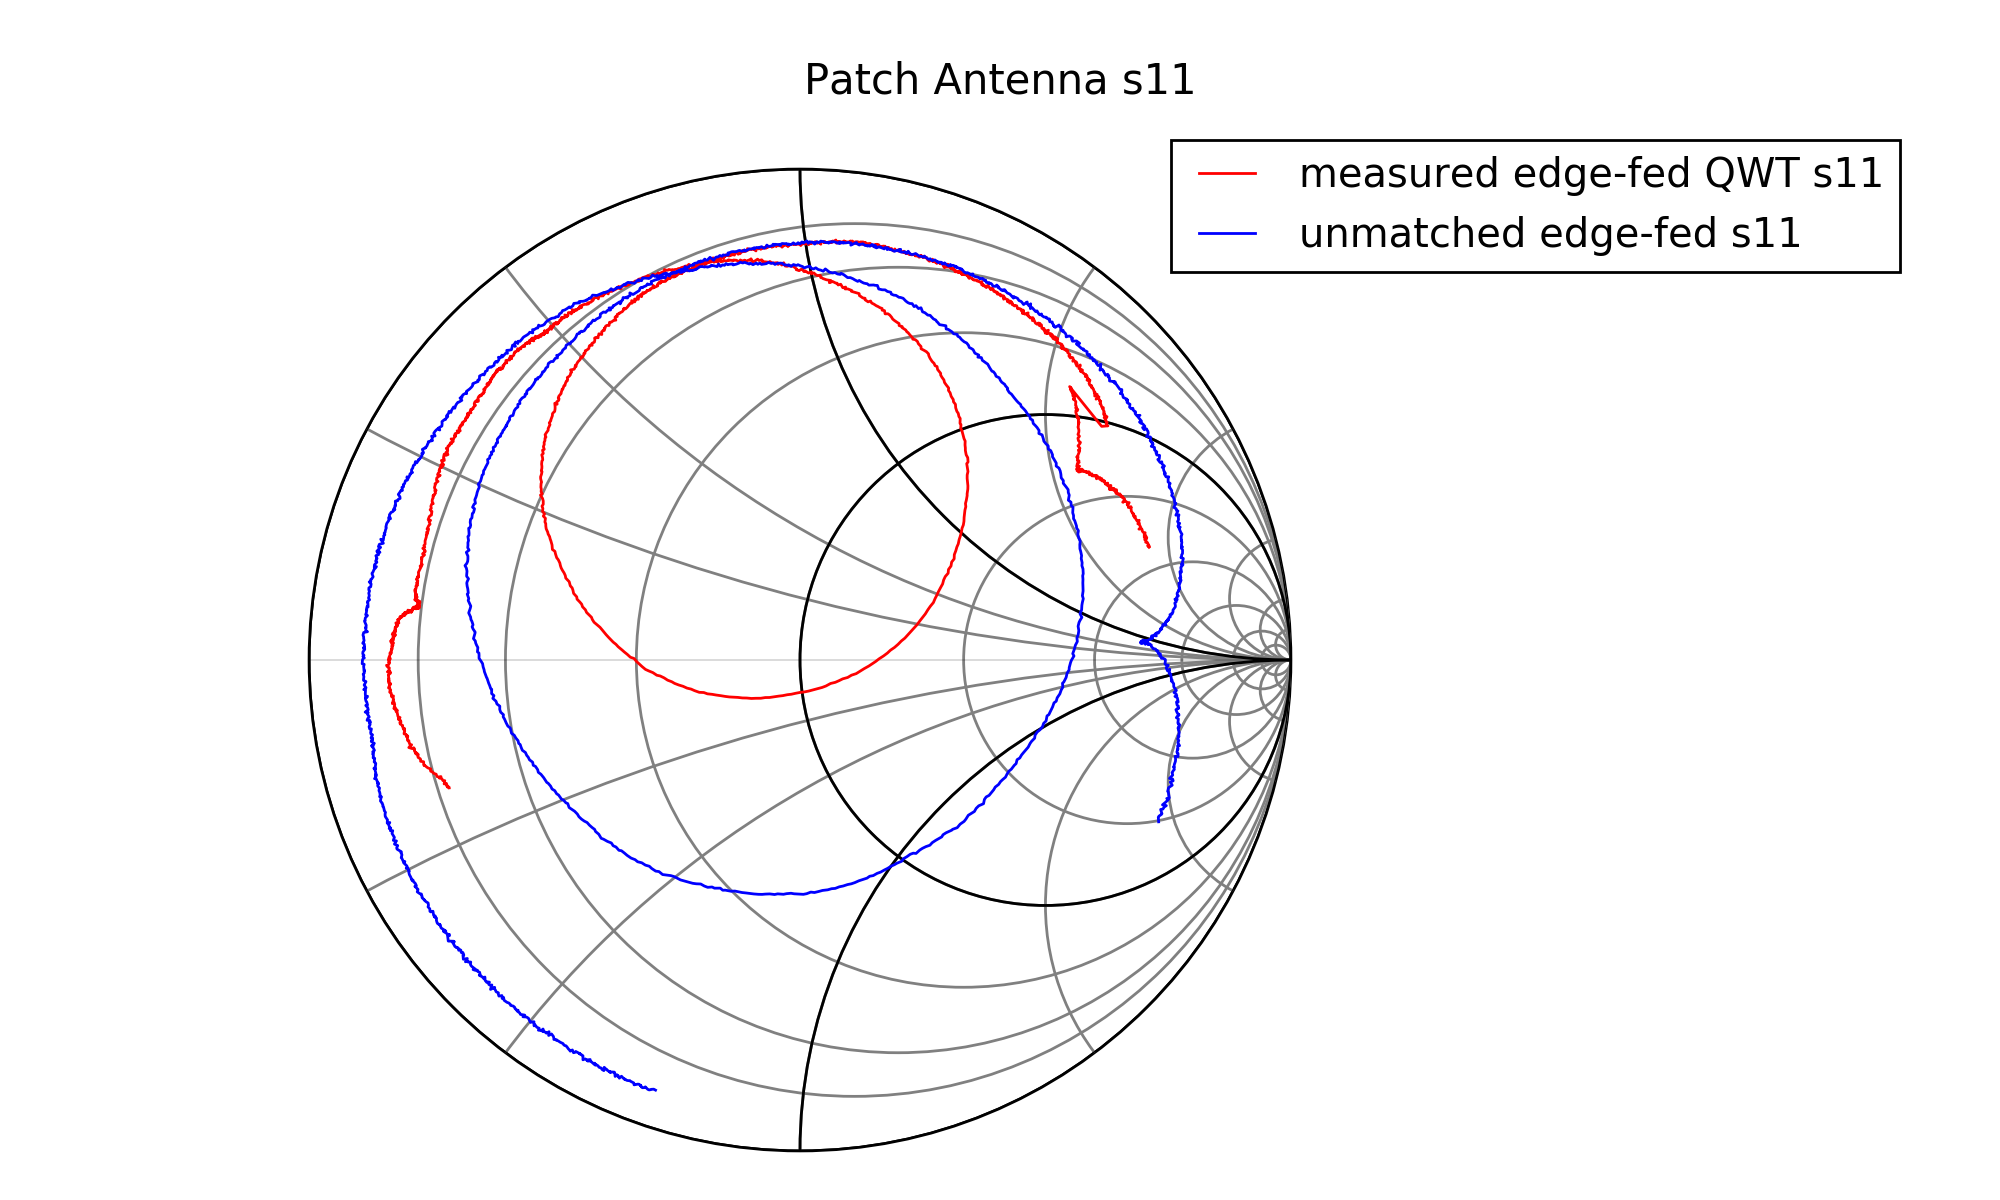 Patch Antenna s11
measured edge-fed QWT s11
unmatched edge-fed s11